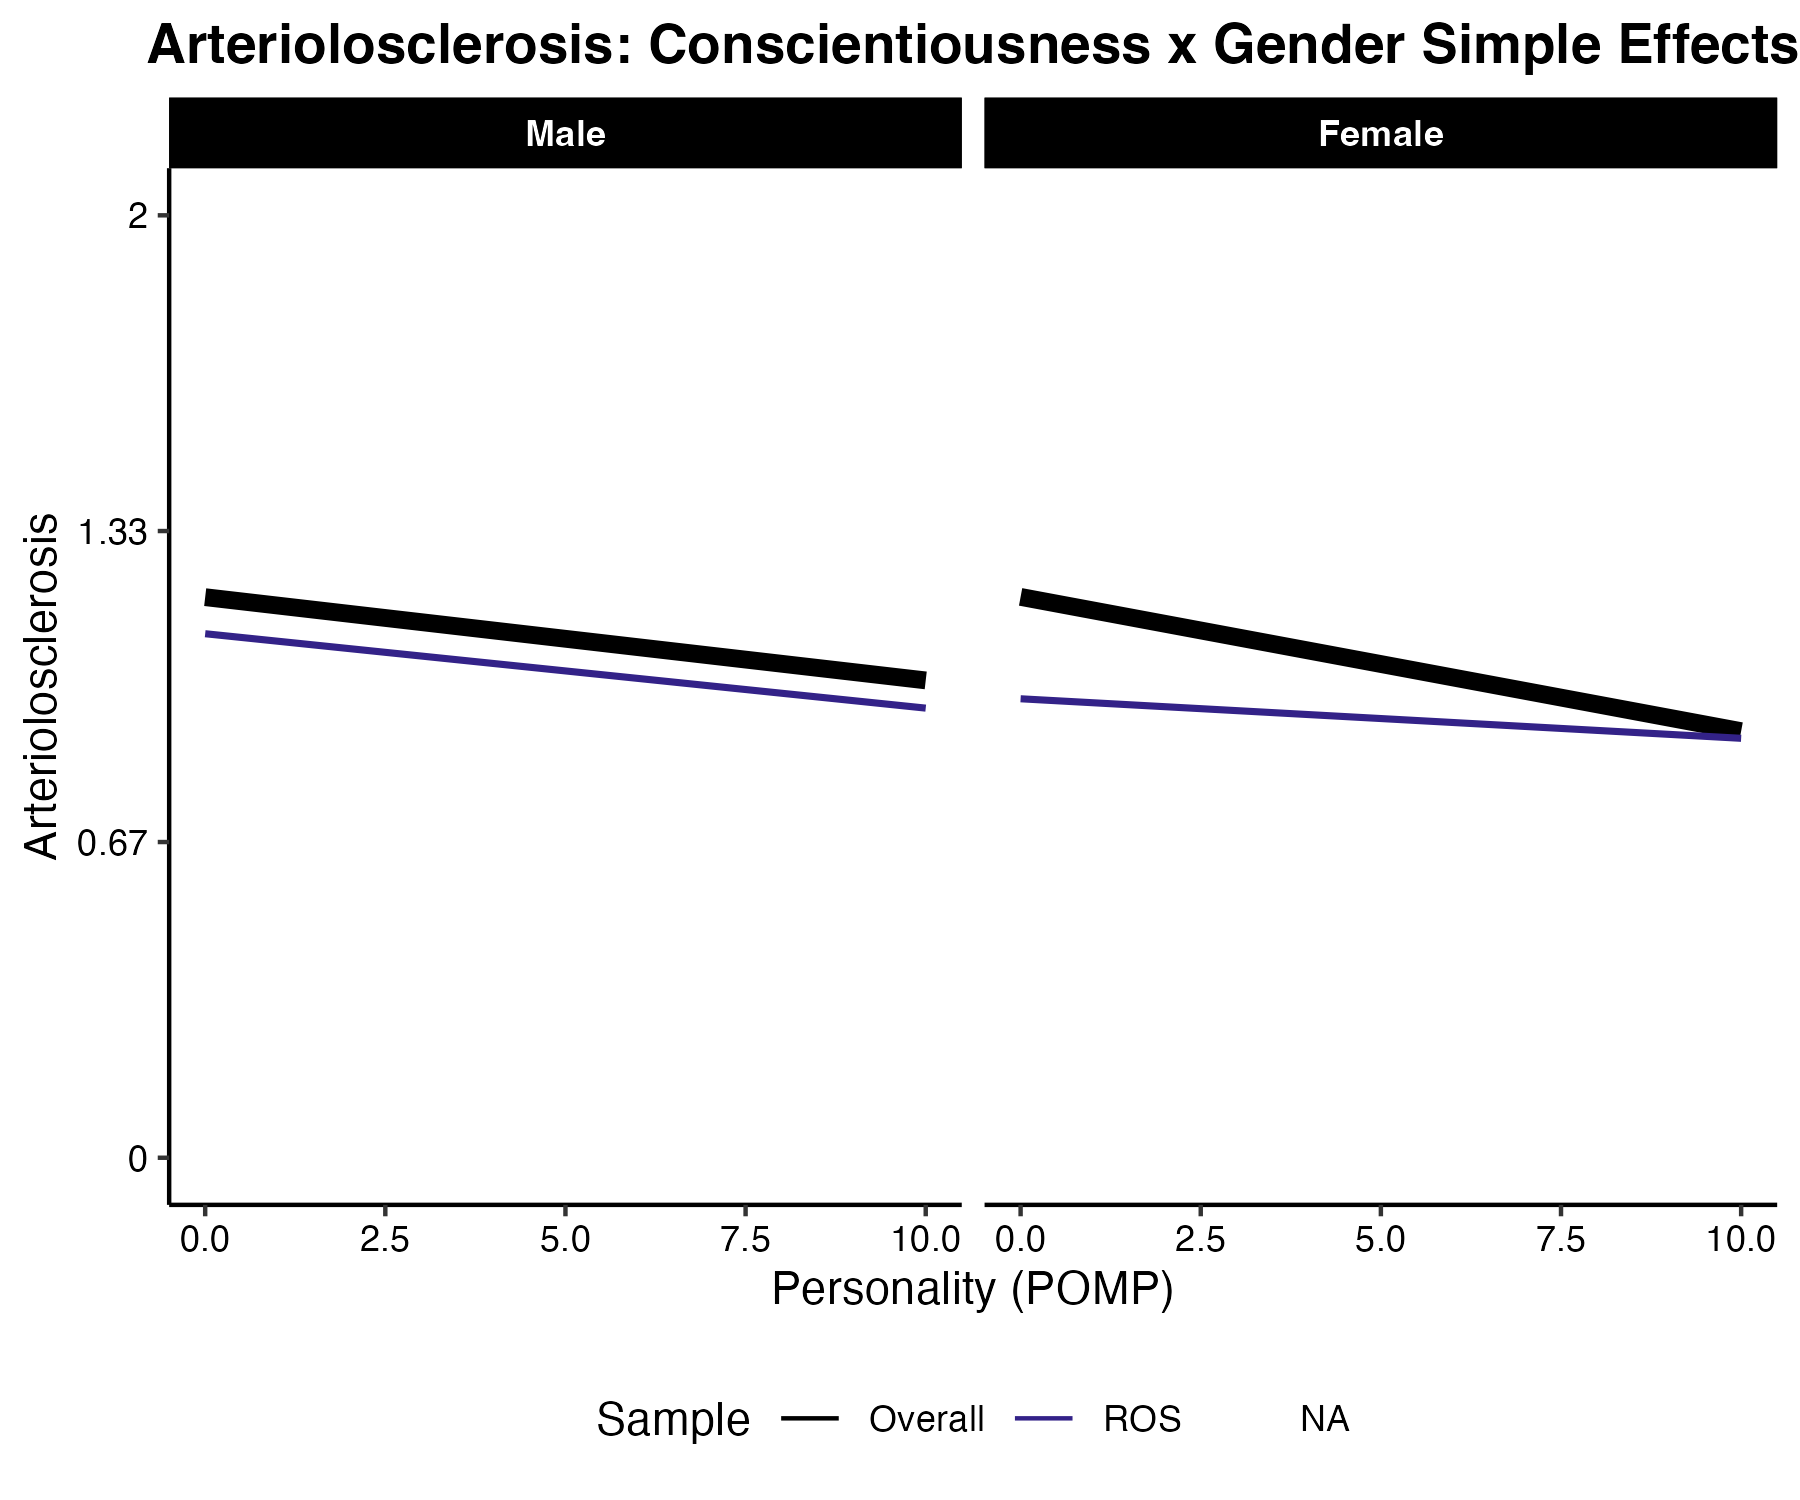 Arteriolosclerosis: Conscientiousness x Gender Simple Effects
Male
Female
Arteriolosclerosis
2
1.33
0.67
0
0.0 2.5 5.0 7.5 10.0
0.0 2.5 5.0 7.5 10.0
Personality (POMP)
Sample Overall ROS NA